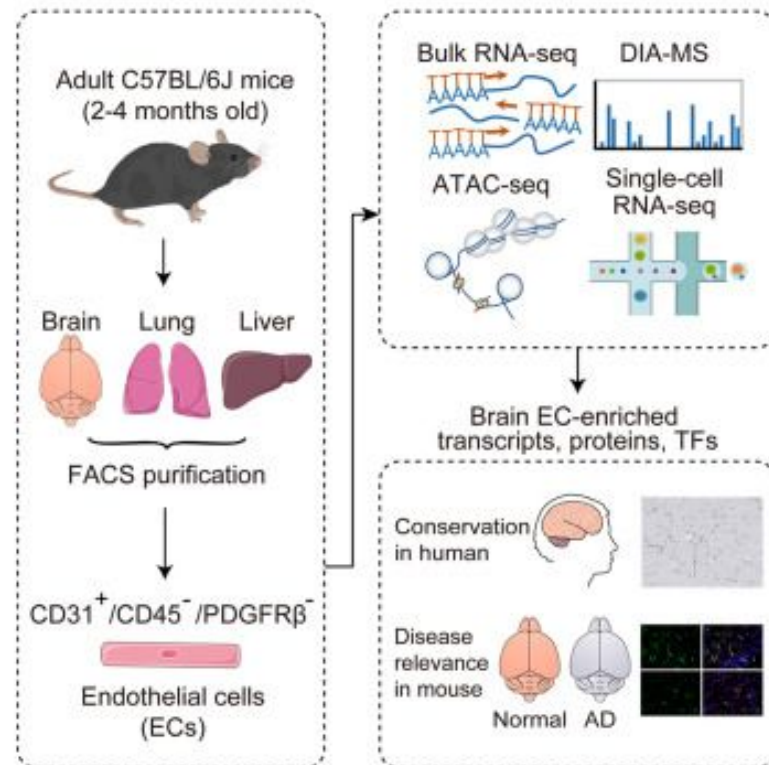 Adult C57BL/6J mice
(2-4 months old)
Brain
Lung
Liver
FACS purification
CD31⁺/CD45⁻/PDGFRβ⁻
Endothelial cells
(ECs)
Bulk RNA-seq
DIA-MS
ATAC-seq
Single-cell
RNA-seq
Brain EC-enriched
transcripts, proteins, TFs
Conservation
in human
Disease
relevance
in mouse
Normal
AD